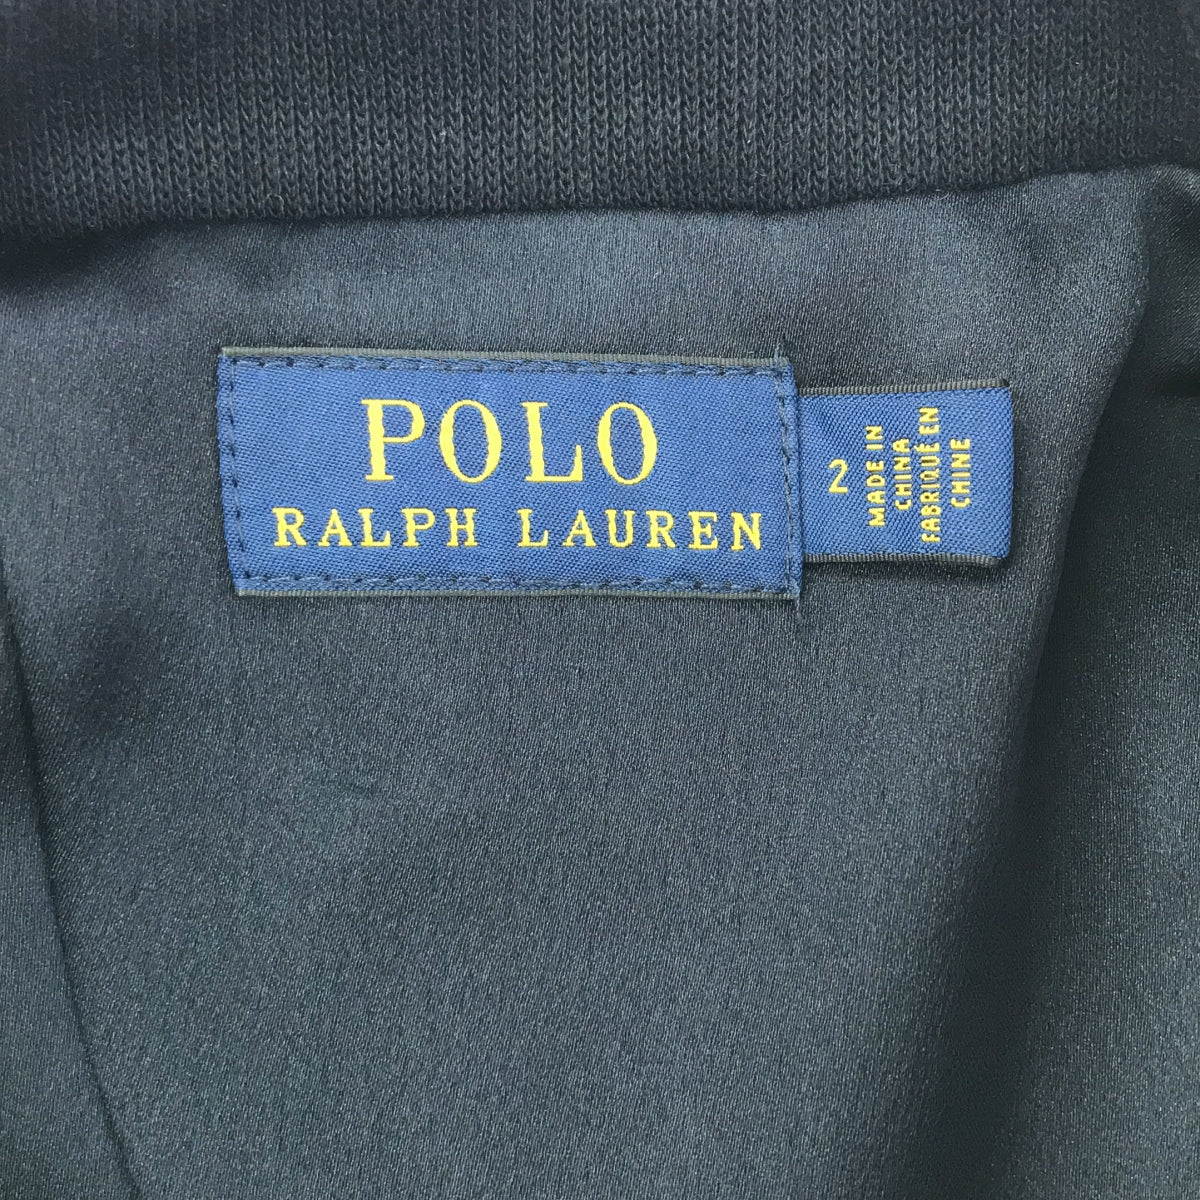 POLO
RALPH LAUREN
2
MADE IN
CHINA
FABRIQUÉ EN
CHINE